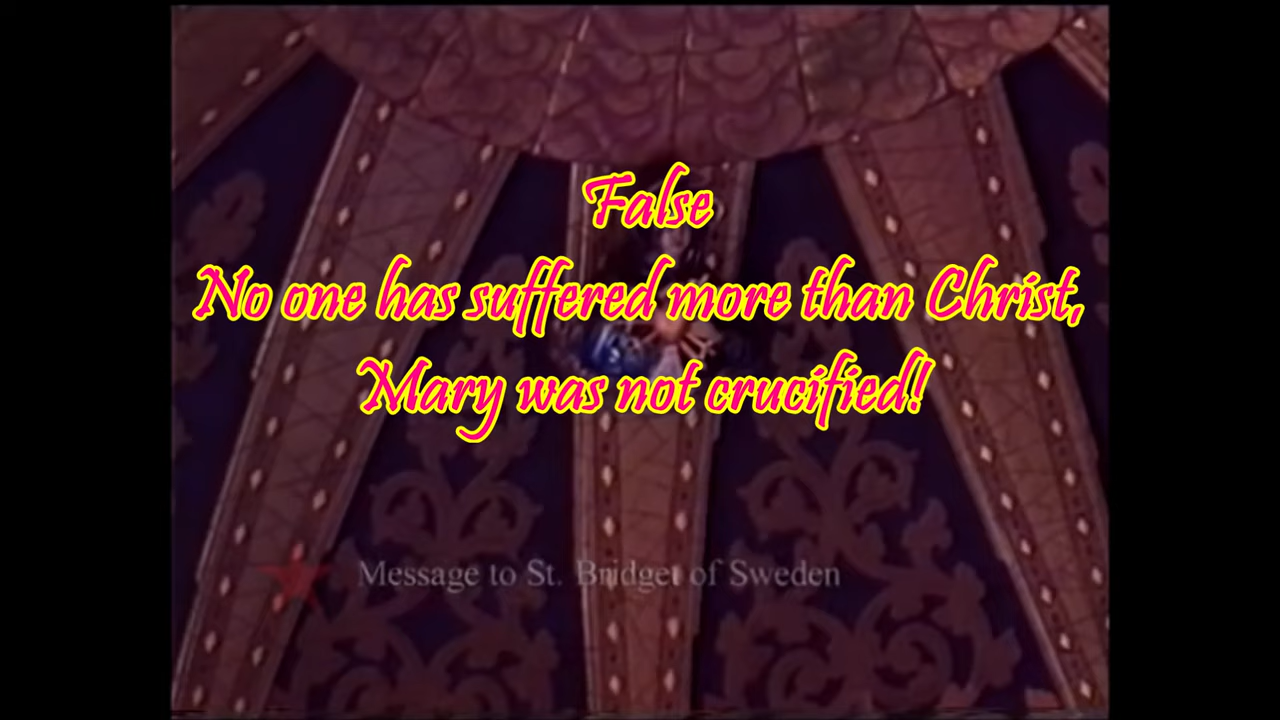 False
No one has suffered more than Christ,
Mary was not crucified!
Message to St. Bridget of Sweden